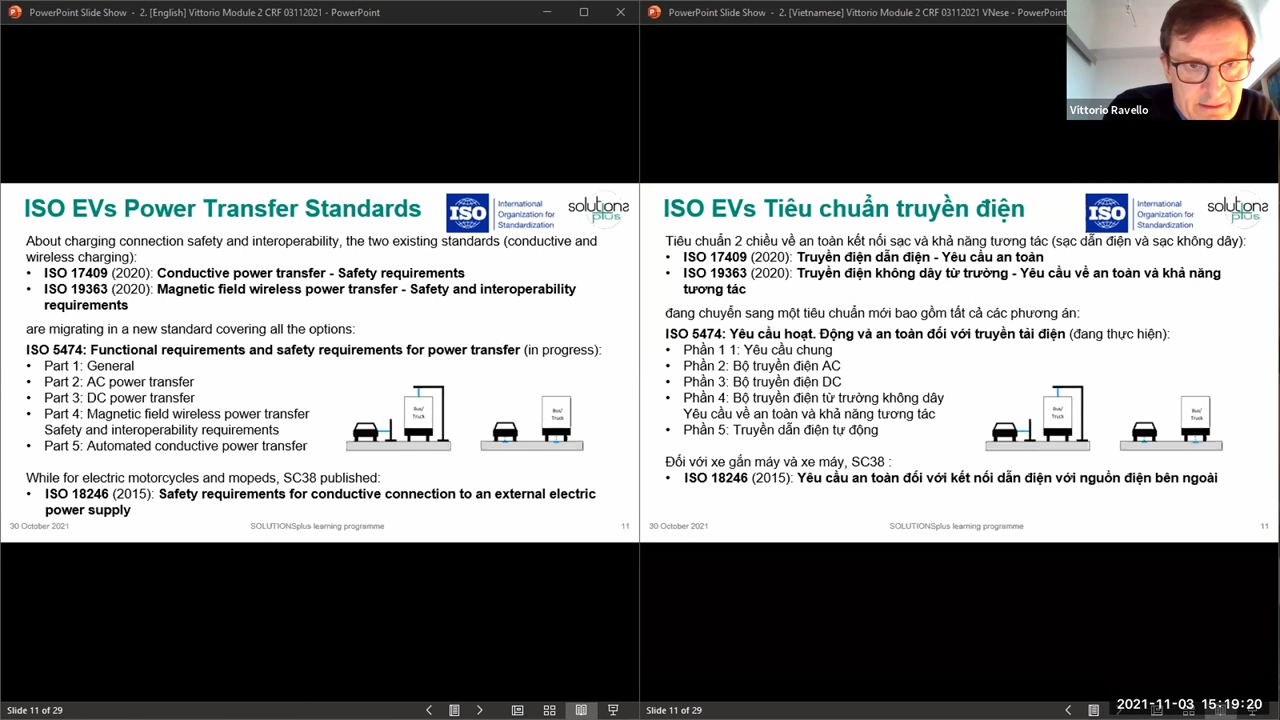 PowerPoint Slide Show - 2. [English] Vittorio Module 2 CRF 03112021 - PowerPoint
ISO EVs Power Transfer Standards
ISO
International
Organization for
Standardization
solutions
plus
About charging connection safety and interoperability, the two existing standards (conductive and
wireless charging):
• ISO 17409 (2020): Conductive power transfer - Safety requirements
• ISO 19363 (2020): Magnetic field wireless power transfer - Safety and interoperability
requirements
are migrating in a new standard covering all the options:
ISO 5474: Functional requirements and safety requirements for power transfer (in progress):
• Part 1: General
• Part 2: AC power transfer
• Part 3: DC power transfer
• Part 4: Magnetic field wireless power transfer
Safety and interoperability requirements
• Part 5: Automated conductive power transfer
Bus/
Truck
Bus/
Truck
While for electric motorcycles and mopeds, SC38 published:
• ISO 18246 (2015): Safety requirements for conductive connection to an external electric
power supply
30 October 2021
SOLUTIONSplus learning programme
11
Slide 11 of 29
PowerPoint Slide Show - 2. [Vietnamese] Vittorio Module 2 CRF 03112021 VNese - PowerPoint
Vittorio Ravello
ISO EVs Tiêu chuẩn truyền điện
ISO
International
Organization for
Standardization
solutions
plus
Tiêu chuẩn 2 chiều về an toàn kết nối sạc và khả năng tương tác (sạc dẫn điện và sạc không dây):
• ISO 17409 (2020): Truyền điện dẫn điện - Yêu cầu an toàn
• ISO 19363 (2020): Truyền điện không dây từ trường - Yêu cầu về an toàn và khả năng
tương tác
đang chuyển sang một tiêu chuẩn mới bao gồm tất cả các phương án:
ISO 5474: Yêu cầu hoạt. Động và an toàn đối với truyền tải điện (đang thực hiện):
• Phần 1 1: Yêu cầu chung
• Phần 2: Bộ truyền điện AC
• Phần 3: Bộ truyền điện DC
• Phần 4: Bộ truyền điện từ trường không dây
Yêu cầu về an toàn và khả năng tương tác
• Phần 5: Truyền dẫn điện tự động
Bus/
Truck
Bus/
Truck
Đối với xe gắn máy và xe máy, SC38 :
• ISO 18246 (2015): Yêu cầu an toàn đối với kết nối dẫn điện với nguồn điện bên ngoài
30 October 2021
SOLUTIONSplus learning programme
11
Slide 11 of 29
2021-11-03 15:19:20